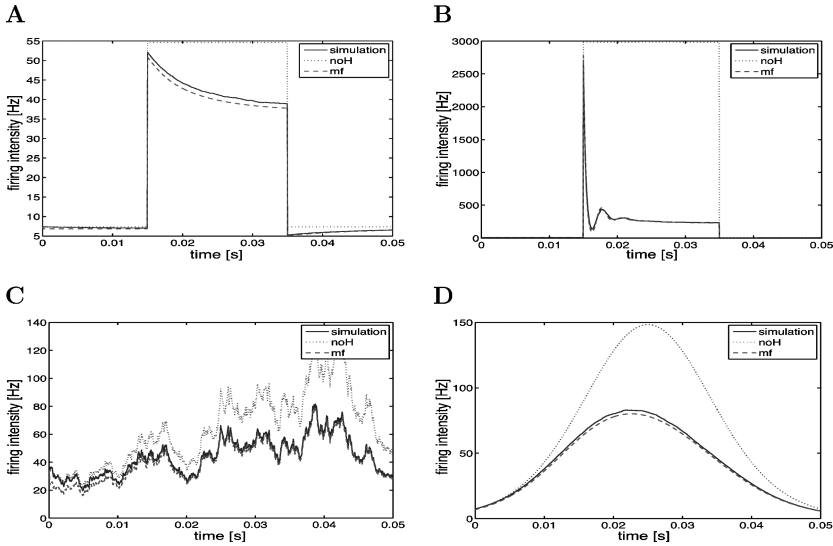 A
firing intensity [Hz]
55
50
45
40
35
30
25
20
15
10
5
0
0.01
0.02
0.03
0.04
0.05
time [s]
simulation
noH
mf
B
firing intensity [Hz]
3000
2500
2000
1500
1000
500
0
0
0.01
0.02
0.03
0.04
0.05
time [s]
simulation
noH
mf
C
firing intensity [Hz]
140
120
100
80
60
40
20
0
0
0.01
0.02
0.03
0.04
0.05
time [s]
simulation
noH
mf
D
firing intensity [Hz]
150
100
50
0
0
0.01
0.02
0.03
0.04
0.05
time [s]
simulation
noH
mf